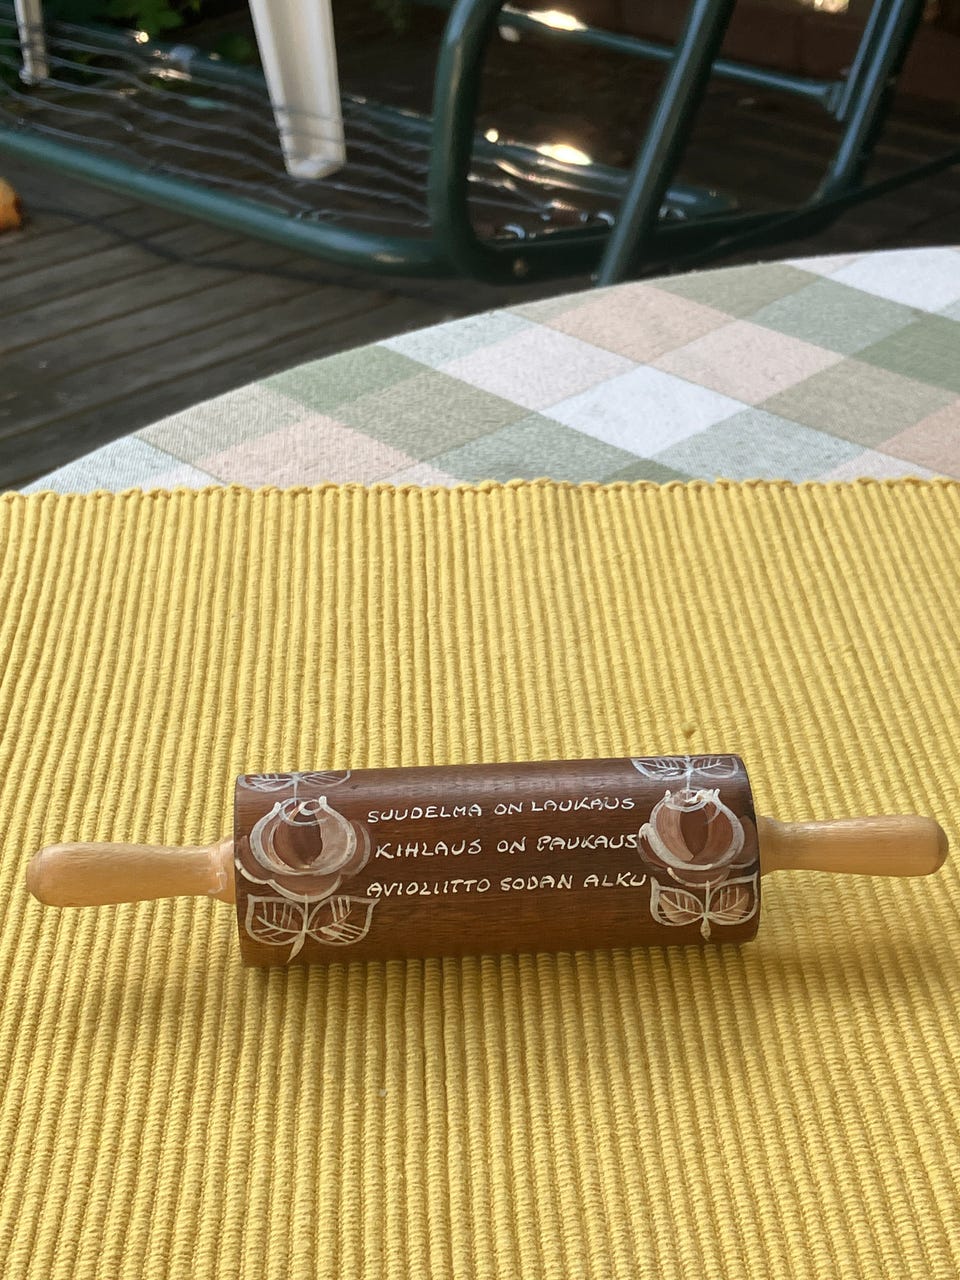 SUUDELMA ON LAUKAUS
KIHLAUS ON PAUKAUS
AVIOLIITTO SODAN ALKU